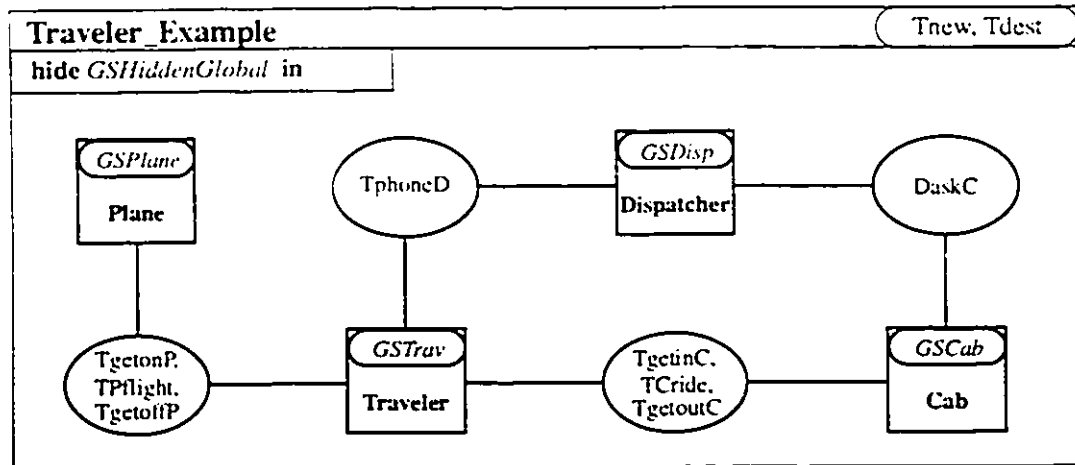 Traveler_Example
Tnew, Tdest
hide GSHiddenGlobal in
GSPlane
Plane
TphoneD
GSDisp
Dispatcher
DaskC
TgetonP,
TPflight,
TgetoffP
GSTrav
Traveler
TgetinC,
TCride,
TgetoutC
GSCab
Cab